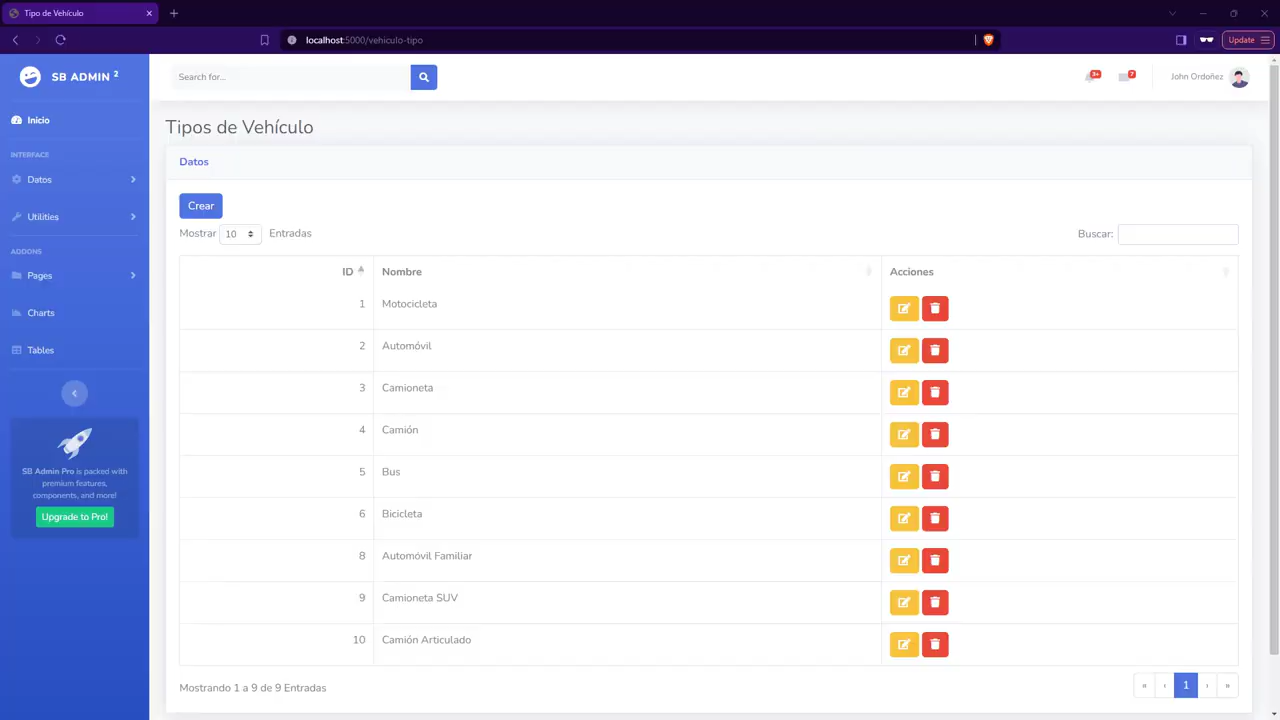 Tipo de Vehículo
localhost:5000/vehiculo-tipo
Update
SB ADMIN 2
Search for...
3+
7
John Ordoñez
Inicio
INTERFACE
Datos
Utilities
ADDONS
Pages
Charts
Tables
SB Admin Pro is packed with
premium features,
components, and more!
Upgrade to Pro!
Tipos de Vehículo
Datos
Crear
Mostrar 10 Entradas
Buscar:
ID Nombre Acciones
1 Motocicleta
2 Automóvil
3 Camioneta
4 Camión
5 Bus
6 Bicicleta
8 Automóvil Familiar
9 Camioneta SUV
10 Camión Articulado
Mostrando 1 a 9 de 9 Entradas
« ‹ 1 › »